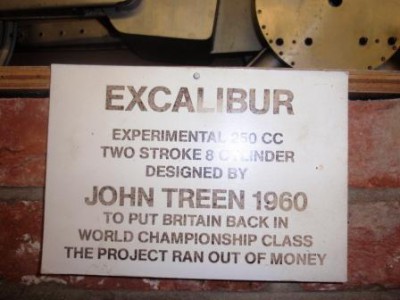 EXCALIBUR
EXPERIMENTAL 250 CC
TWO STROKE 8 CYLINDER
DESIGNED BY
JOHN TREEN 1960
TO PUT BRITAIN BACK IN
WORLD CHAMPIONSHIP CLASS
THE PROJECT RAN OUT OF MONEY